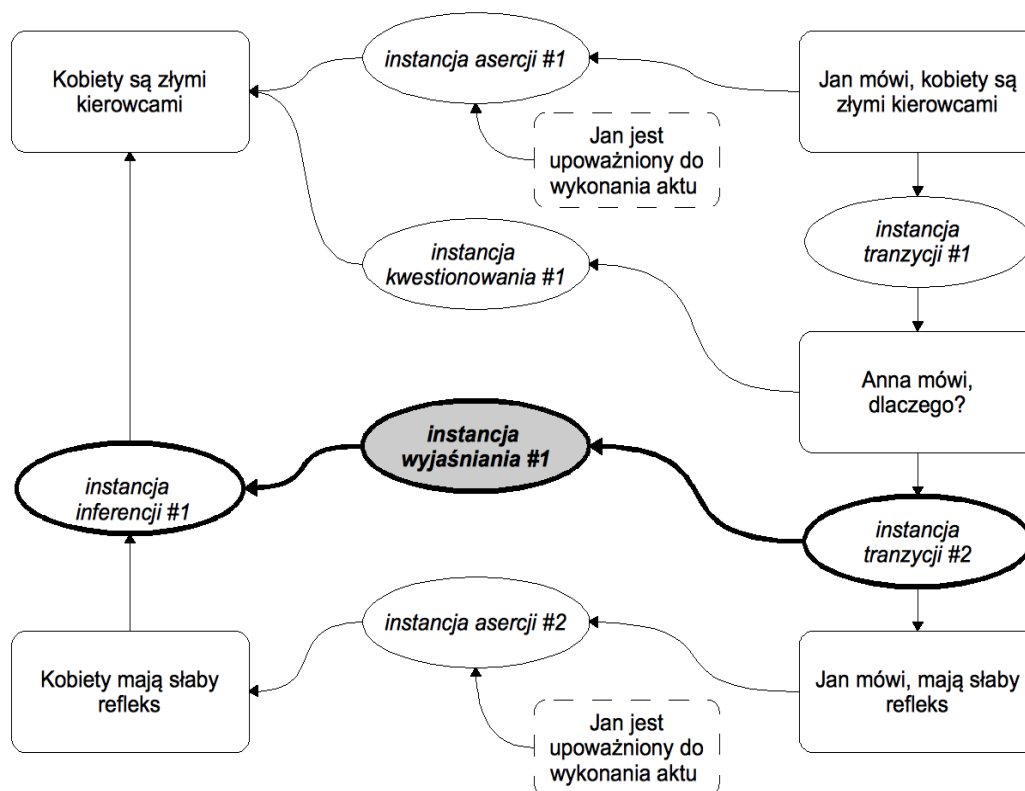 Kobiety są złymi
kierowcami
instancja asercji #1
Jan mówi, kobiety są
złymi kierowcami
Jan jest
upoważniony do
wykonania aktu
instancja
tranzycji #1
instancja
kwestionowania #1
Anna mówi,
dlaczego?
instancja
wyjaśniania #1
instancja
inferencji #1
instancja
tranzycji #2
instancja asercji #2
Kobiety mają słaby
refleks
Jan mówi, mają słaby
refleks
Jan jest
upoważniony do
wykonania aktu